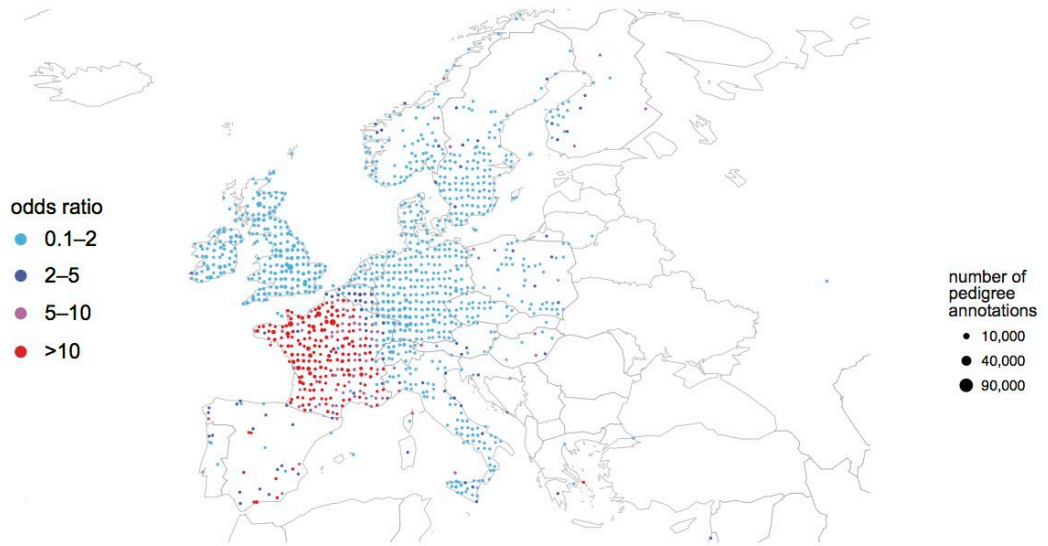 odds ratio
0.1–2
2–5
5–10
>10
number of
pedigree
annotations
10,000
40,000
90,000